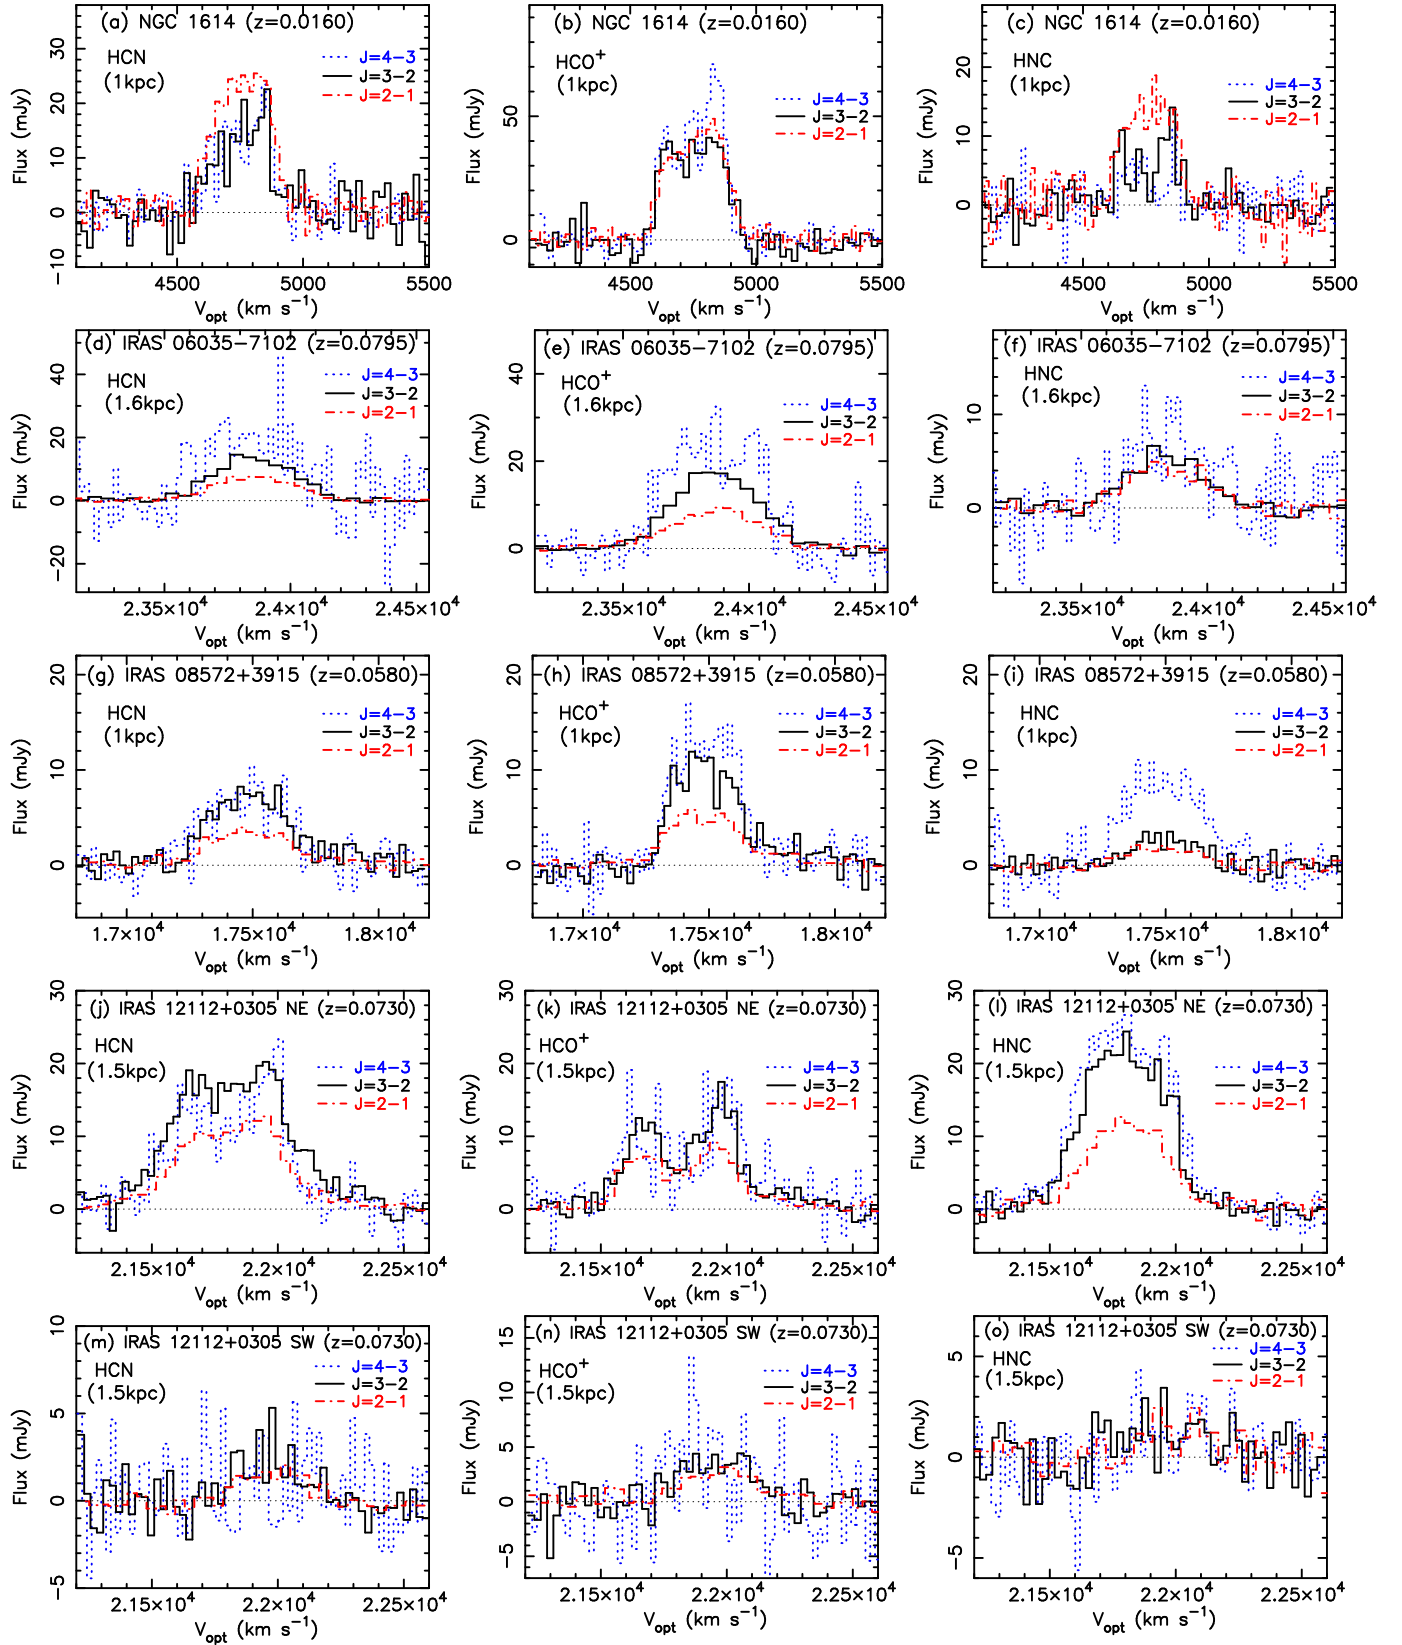 (a) NGC 1614 (z=0.0160)
HCN
(1kpc)
J=4−3
J=3−2
J=2−1
30
20
10
0
−10
Flux (mJy)
4500 5000 5500
V_opt (km s⁻¹)
(b) NGC 1614 (z=0.0160)
HCO⁺
(1kpc)
J=4−3
J=3−2
J=2−1
50
0
Flux (mJy)
4500 5000 5500
V_opt (km s⁻¹)
(c) NGC 1614 (z=0.0160)
HNC
(1kpc)
J=4−3
J=3−2
J=2−1
20
10
0
Flux (mJy)
4500 5000 5500
V_opt (km s⁻¹)
(d) IRAS 06035−7102 (z=0.0795)
HCN
(1.6kpc)
J=4−3
J=3−2
J=2−1
40
20
0
−20
Flux (mJy)
2.35×10⁴ 2.4×10⁴ 2.45×10⁴
V_opt (km s⁻¹)
(e) IRAS 06035−7102 (z=0.0795)
HCO⁺
(1.6kpc)
J=4−3
J=3−2
J=2−1
40
20
0
Flux (mJy)
2.35×10⁴ 2.4×10⁴ 2.45×10⁴
V_opt (km s⁻¹)
(f) IRAS 06035−7102 (z=0.0795)
HNC
(1.6kpc)
J=4−3
J=3−2
J=2−1
10
0
Flux (mJy)
2.35×10⁴ 2.4×10⁴ 2.45×10⁴
V_opt (km s⁻¹)
(g) IRAS 08572+3915 (z=0.0580)
HCN
(1kpc)
J=4−3
J=3−2
J=2−1
20
10
0
Flux (mJy)
1.7×10⁴ 1.75×10⁴ 1.8×10⁴
V_opt (km s⁻¹)
(h) IRAS 08572+3915 (z=0.0580)
HCO⁺
(1kpc)
J=4−3
J=3−2
J=2−1
20
10
0
Flux (mJy)
1.7×10⁴ 1.75×10⁴ 1.8×10⁴
V_opt (km s⁻¹)
(i) IRAS 08572+3915 (z=0.0580)
HNC
(1kpc)
J=4−3
J=3−2
J=2−1
20
10
0
Flux (mJy)
1.7×10⁴ 1.75×10⁴ 1.8×10⁴
V_opt (km s⁻¹)
(j) IRAS 12112+0305 NE (z=0.0730)
HCN
(1.5kpc)
J=4−3
J=3−2
J=2−1
30
20
10
0
Flux (mJy)
2.15×10⁴ 2.2×10⁴ 2.25×10⁴
V_opt (km s⁻¹)
(k) IRAS 12112+0305 NE (z=0.0730)
HCO⁺
(1.5kpc)
J=4−3
J=3−2
J=2−1
30
20
10
0
Flux (mJy)
2.15×10⁴ 2.2×10⁴ 2.25×10⁴
V_opt (km s⁻¹)
(l) IRAS 12112+0305 NE (z=0.0730)
HNC
(1.5kpc)
J=4−3
J=3−2
J=2−1
30
20
10
0
Flux (mJy)
2.15×10⁴ 2.2×10⁴ 2.25×10⁴
V_opt (km s⁻¹)
(m) IRAS 12112+0305 SW (z=0.0730)
HCN
(1.5kpc)
J=4−3
J=3−2
J=2−1
10
5
0
−5
Flux (mJy)
2.15×10⁴ 2.2×10⁴ 2.25×10⁴
V_opt (km s⁻¹)
(n) IRAS 12112+0305 SW (z=0.0730)
HCO⁺
(1.5kpc)
J=4−3
J=3−2
J=2−1
15
10
5
0
−5
Flux (mJy)
2.15×10⁴ 2.2×10⁴ 2.25×10⁴
V_opt (km s⁻¹)
(o) IRAS 12112+0305 SW (z=0.0730)
HNC
(1.5kpc)
J=4−3
J=3−2
J=2−1
5
0
−5
Flux (mJy)
2.15×10⁴ 2.2×10⁴ 2.25×10⁴
V_opt (km s⁻¹)